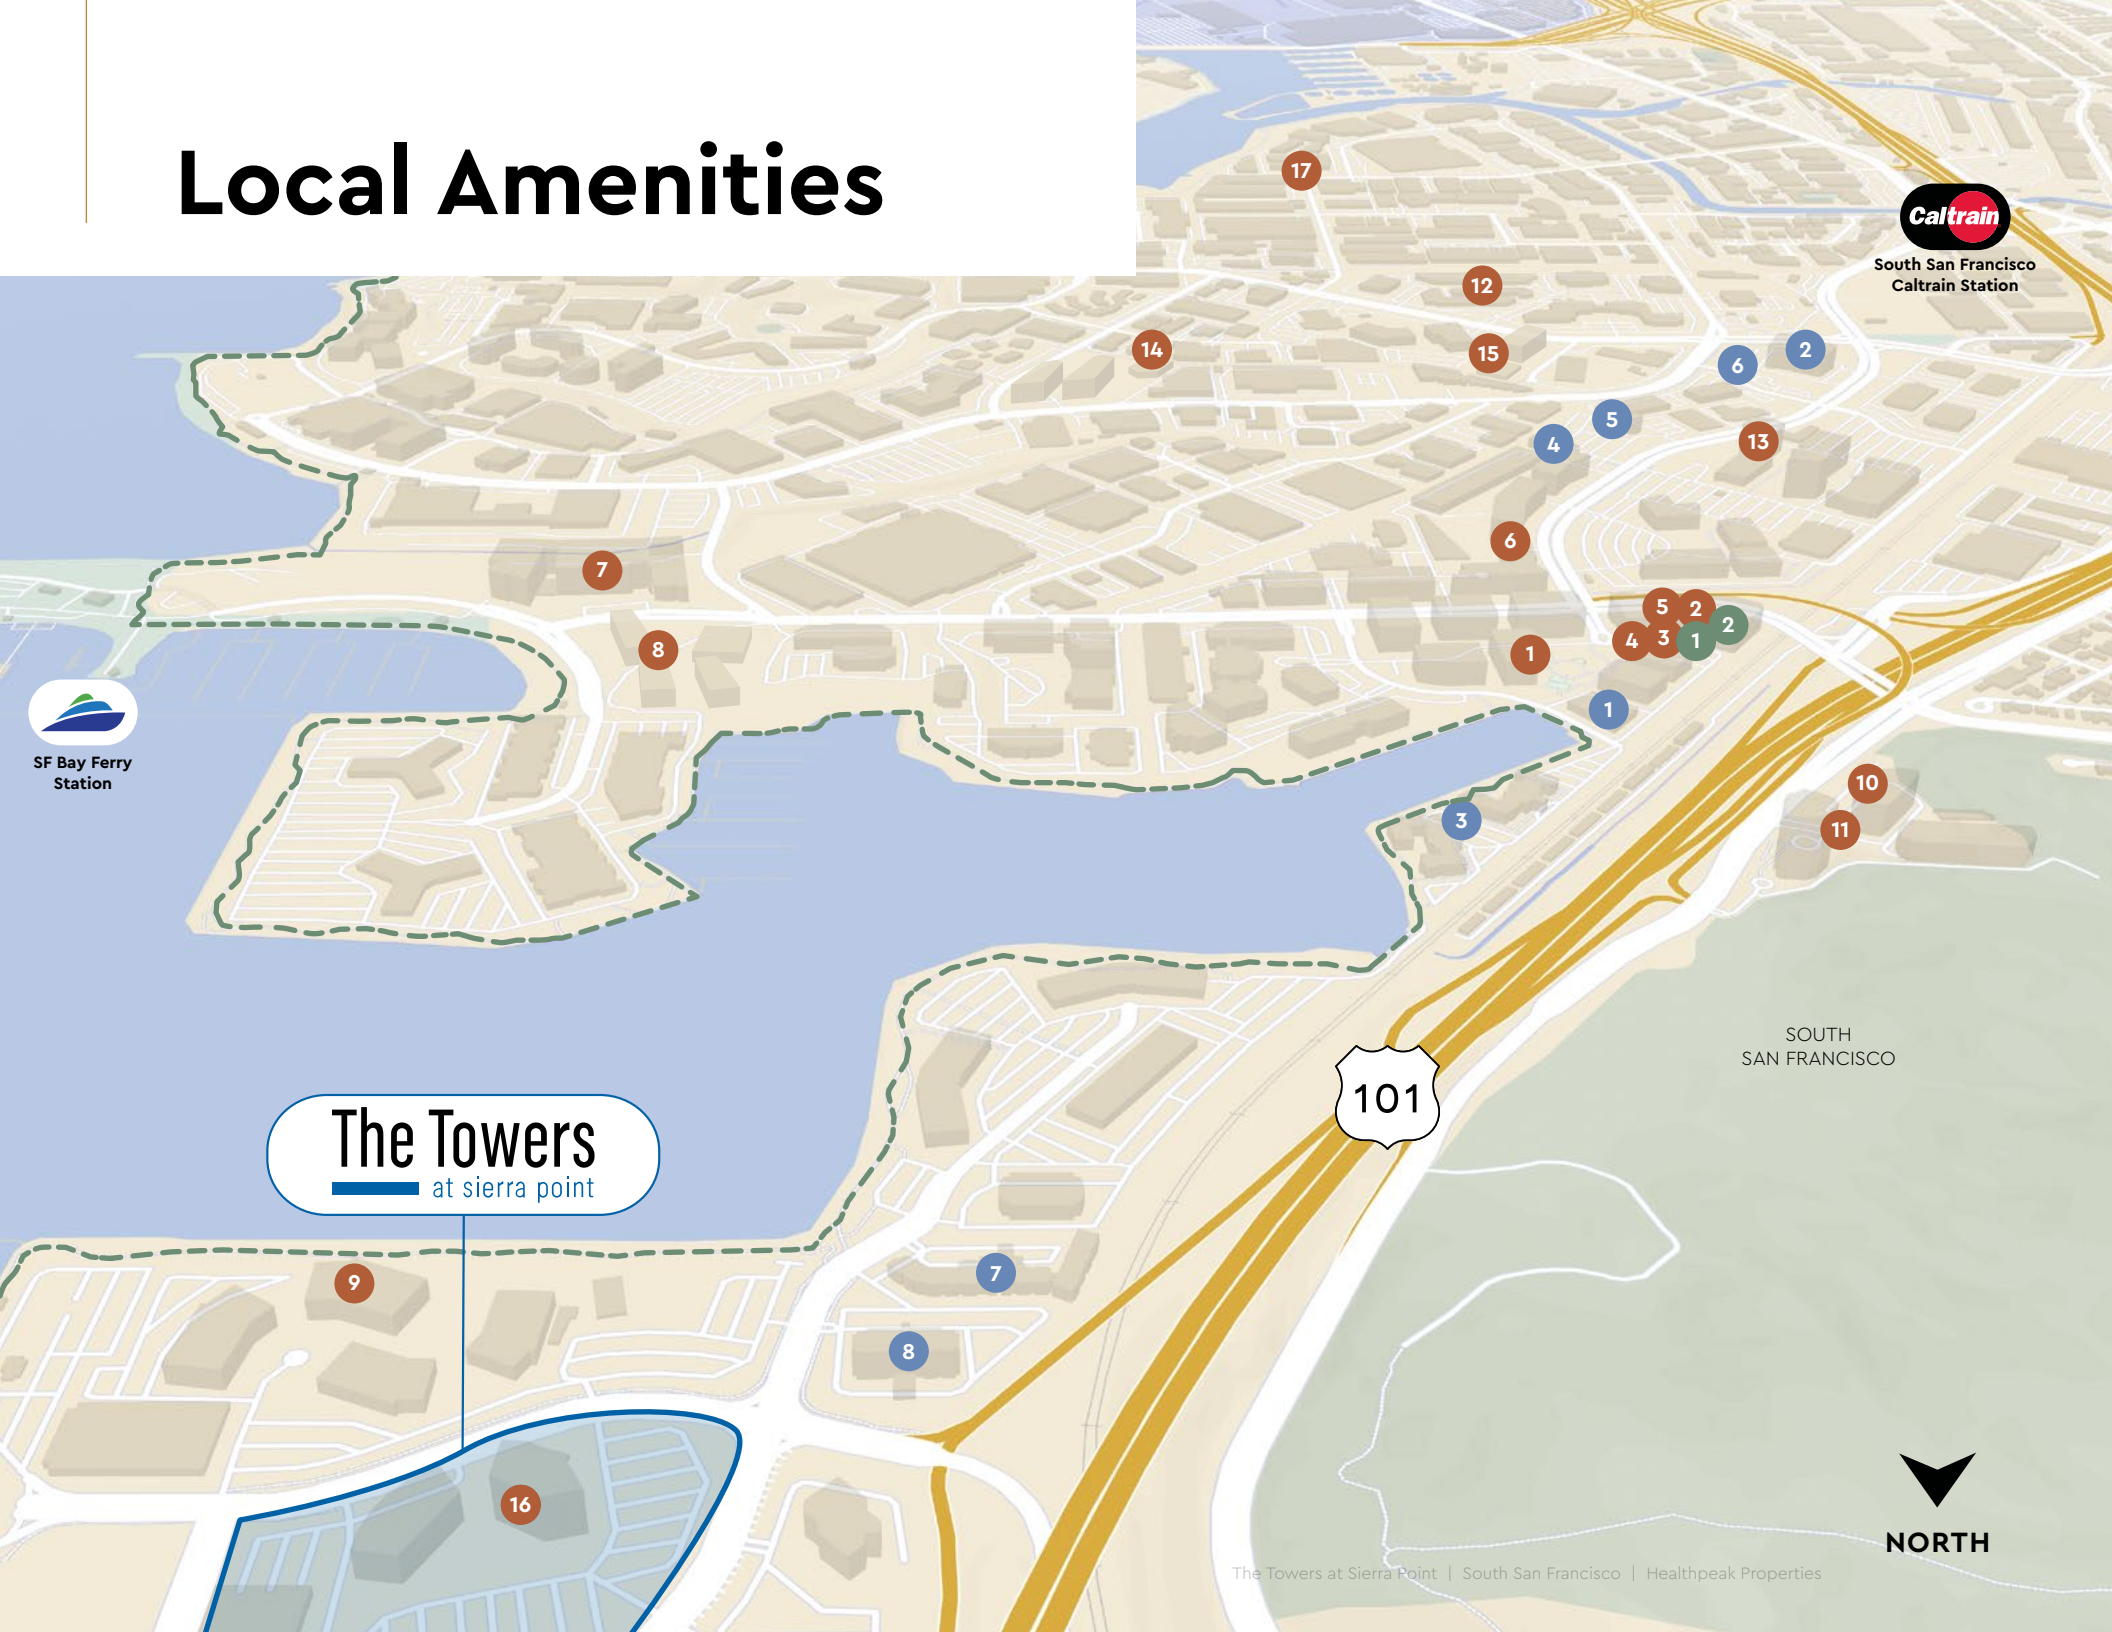 Local Amenities
17
Caltrain
South San Francisco
Caltrain Station
12
14
15
6
2
5
4
13
6
7
5
2
2
4
3
1
8
1
1
SF Bay Ferry
Station
10
3
11
SOUTH
SAN FRANCISCO
101
The Towers
at sierra point
9
7
8
16
NORTH
The Towers at Sierra Point | South San Francisco | Healthpeak Properties